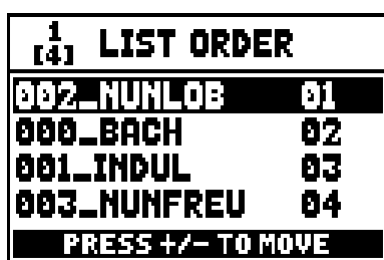 1
[4] LIST ORDER
002_NUNLOB 01
000_BACH 02
001_INDUL 03
003_NUNFREU 04
PRESS +/- TO MOVE